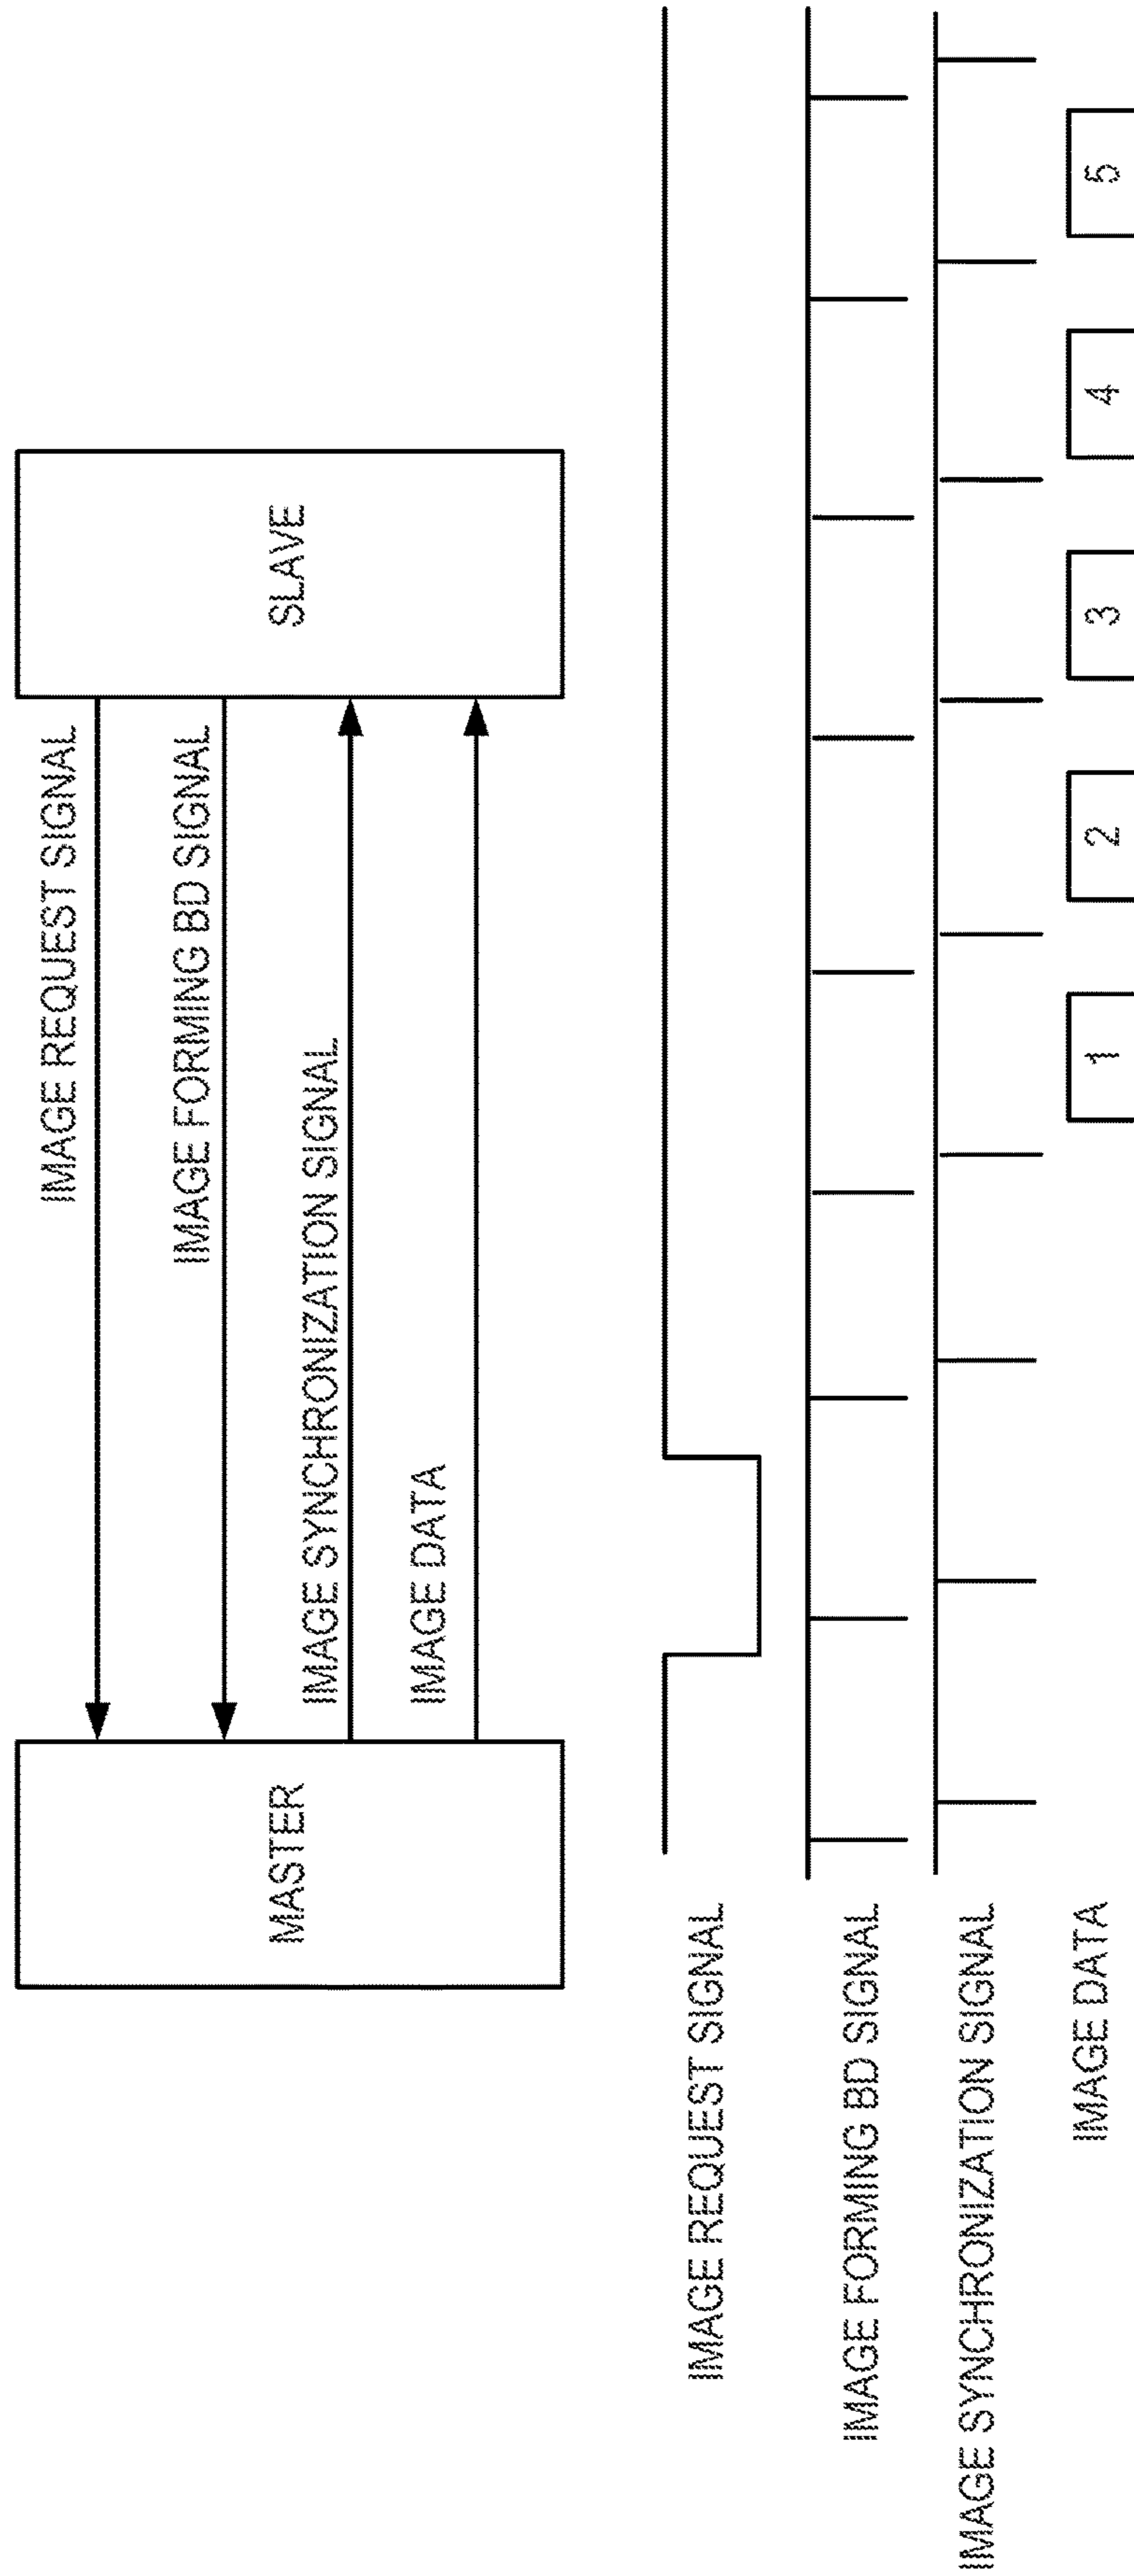 MASTER
SLAVE
IMAGE REQUEST SIGNAL
IMAGE FORMING BD SIGNAL
IMAGE SYNCHRONIZATION SIGNAL
IMAGE DATA
IMAGE REQUEST SIGNAL
IMAGE FORMING BD SIGNAL
IMAGE SYNCHRONIZATION SIGNAL
IMAGE DATA
1
2
3
4
5